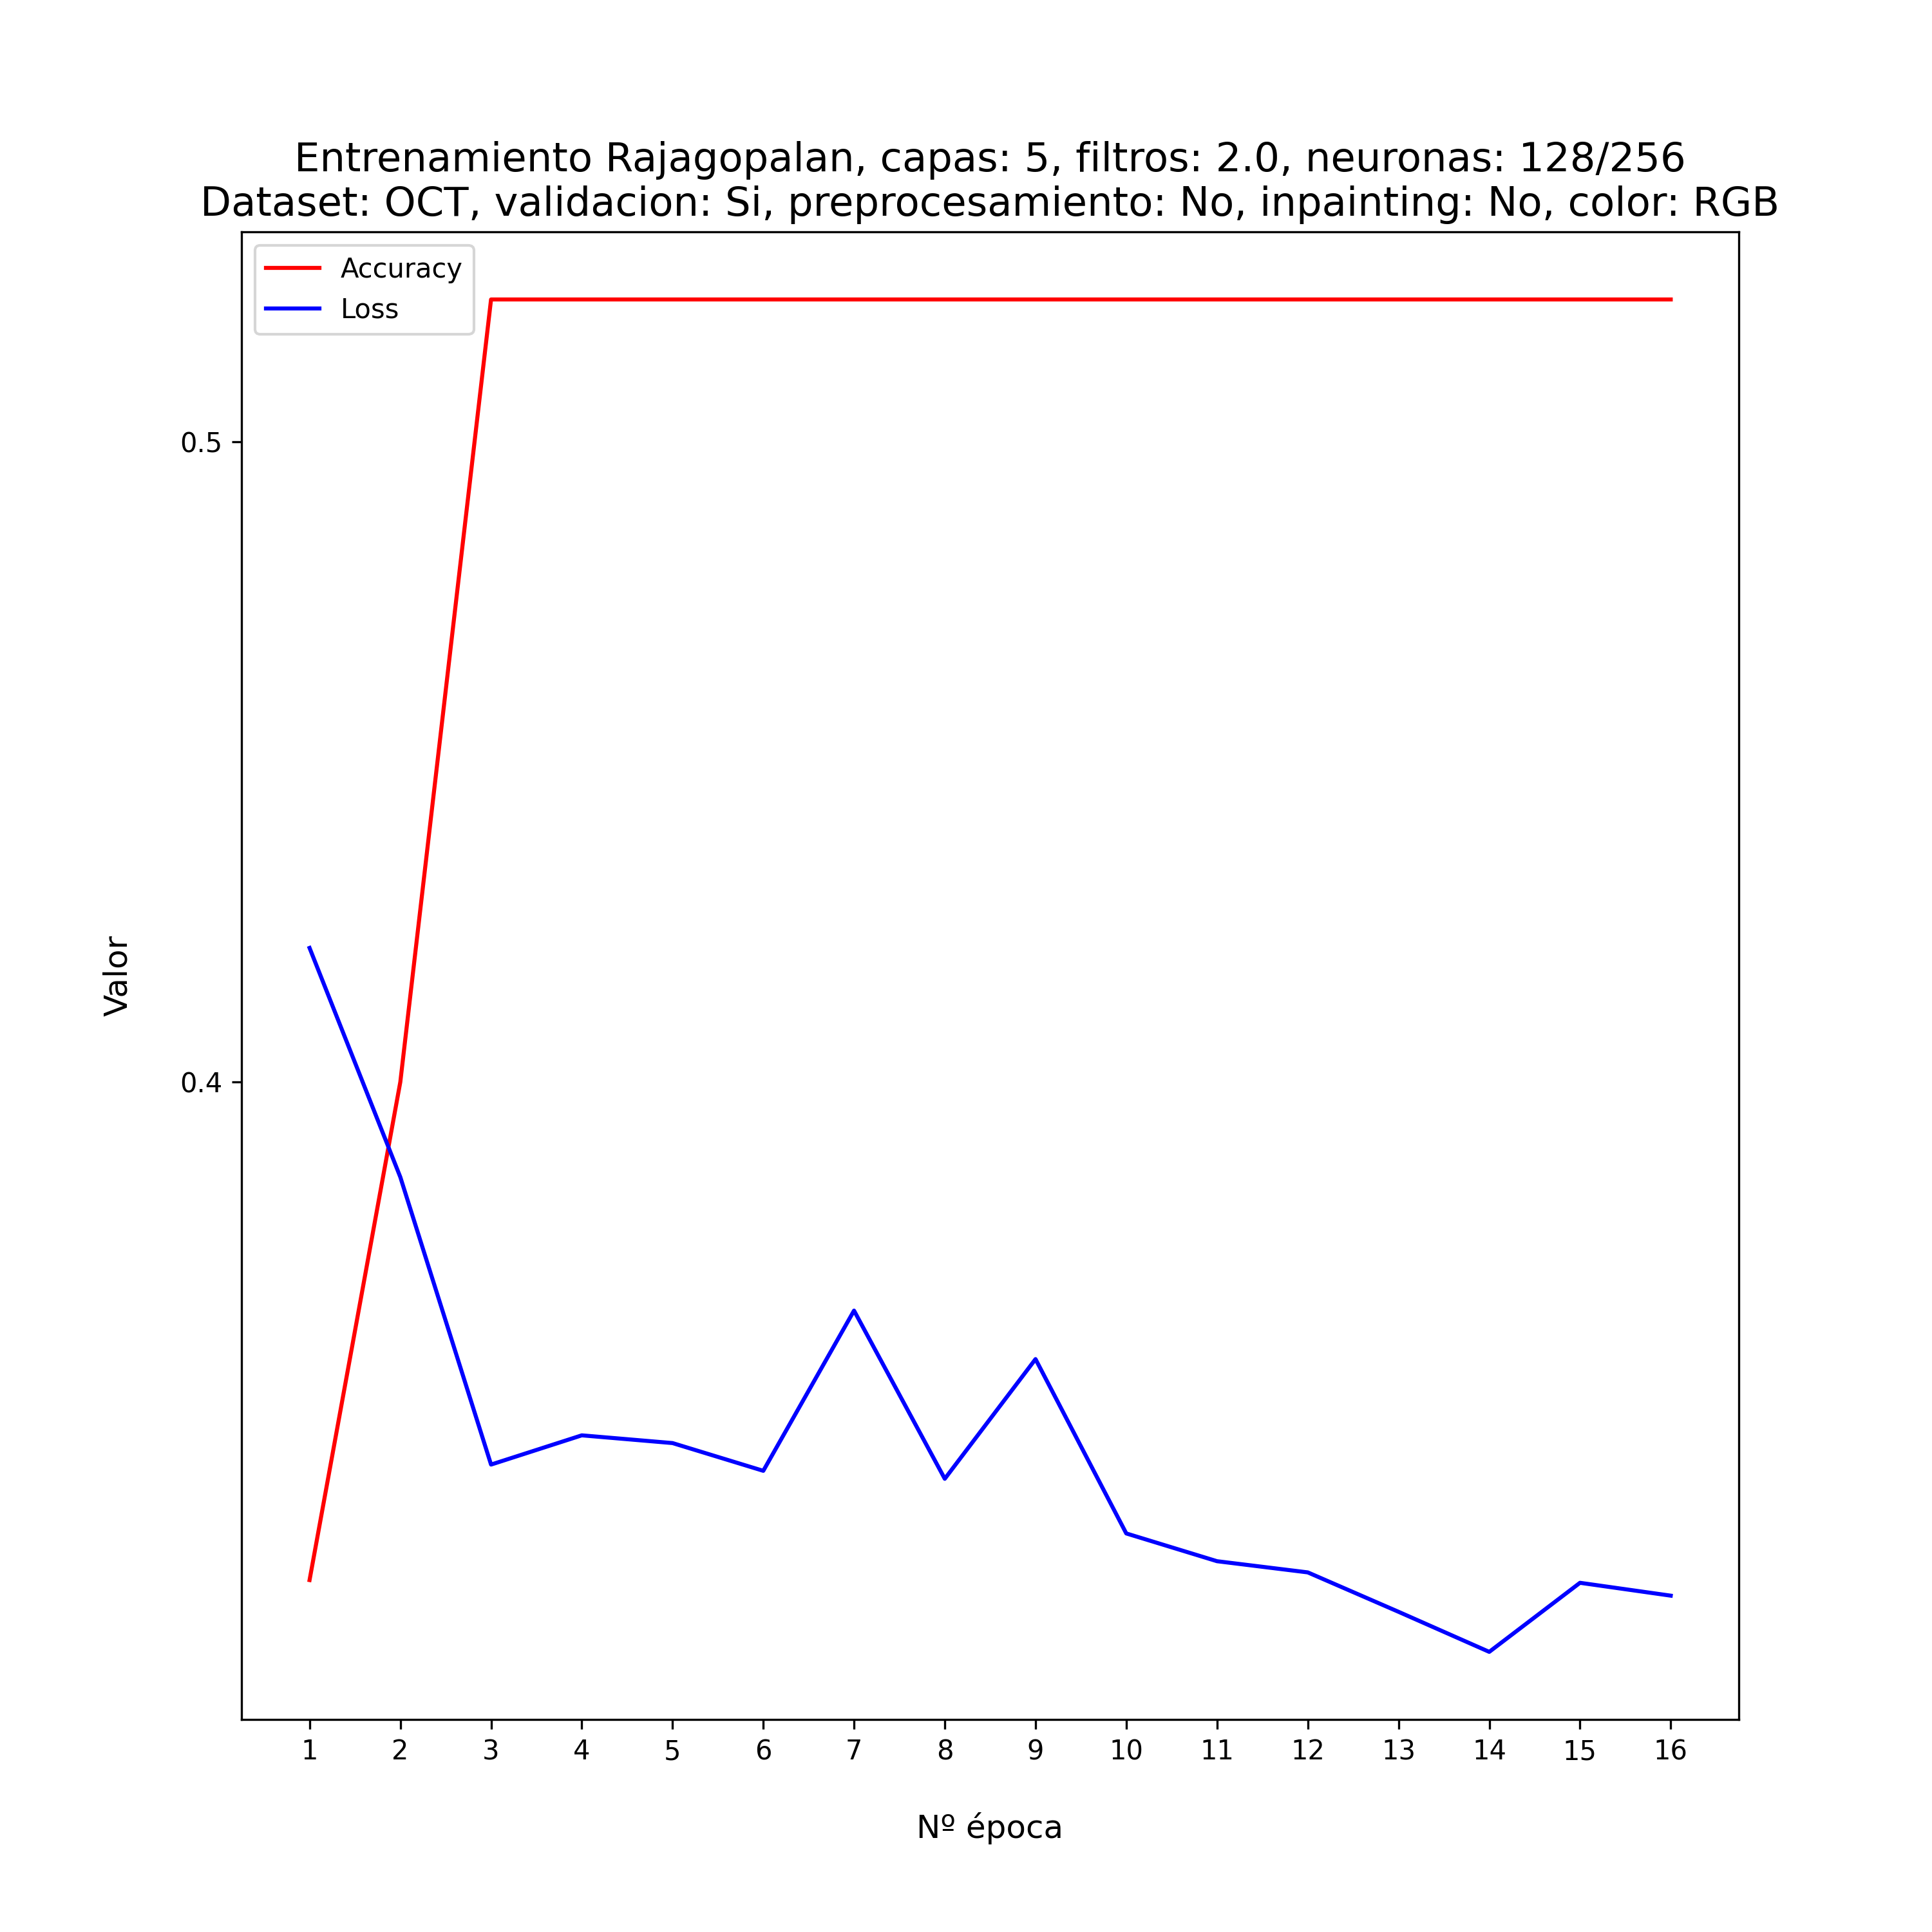 Entrenamiento Rajagopalan, capas: 5, filtros: 2.0, neuronas: 128/256
Dataset: OCT, validacion: Si, preprocesamiento: No, inpainting: No, color: RGB
Accuracy
Loss
0.5
0.4
Valor
1 2 3 4 5 6 7 8 9 10 11 12 13 14 15 16
Nº época